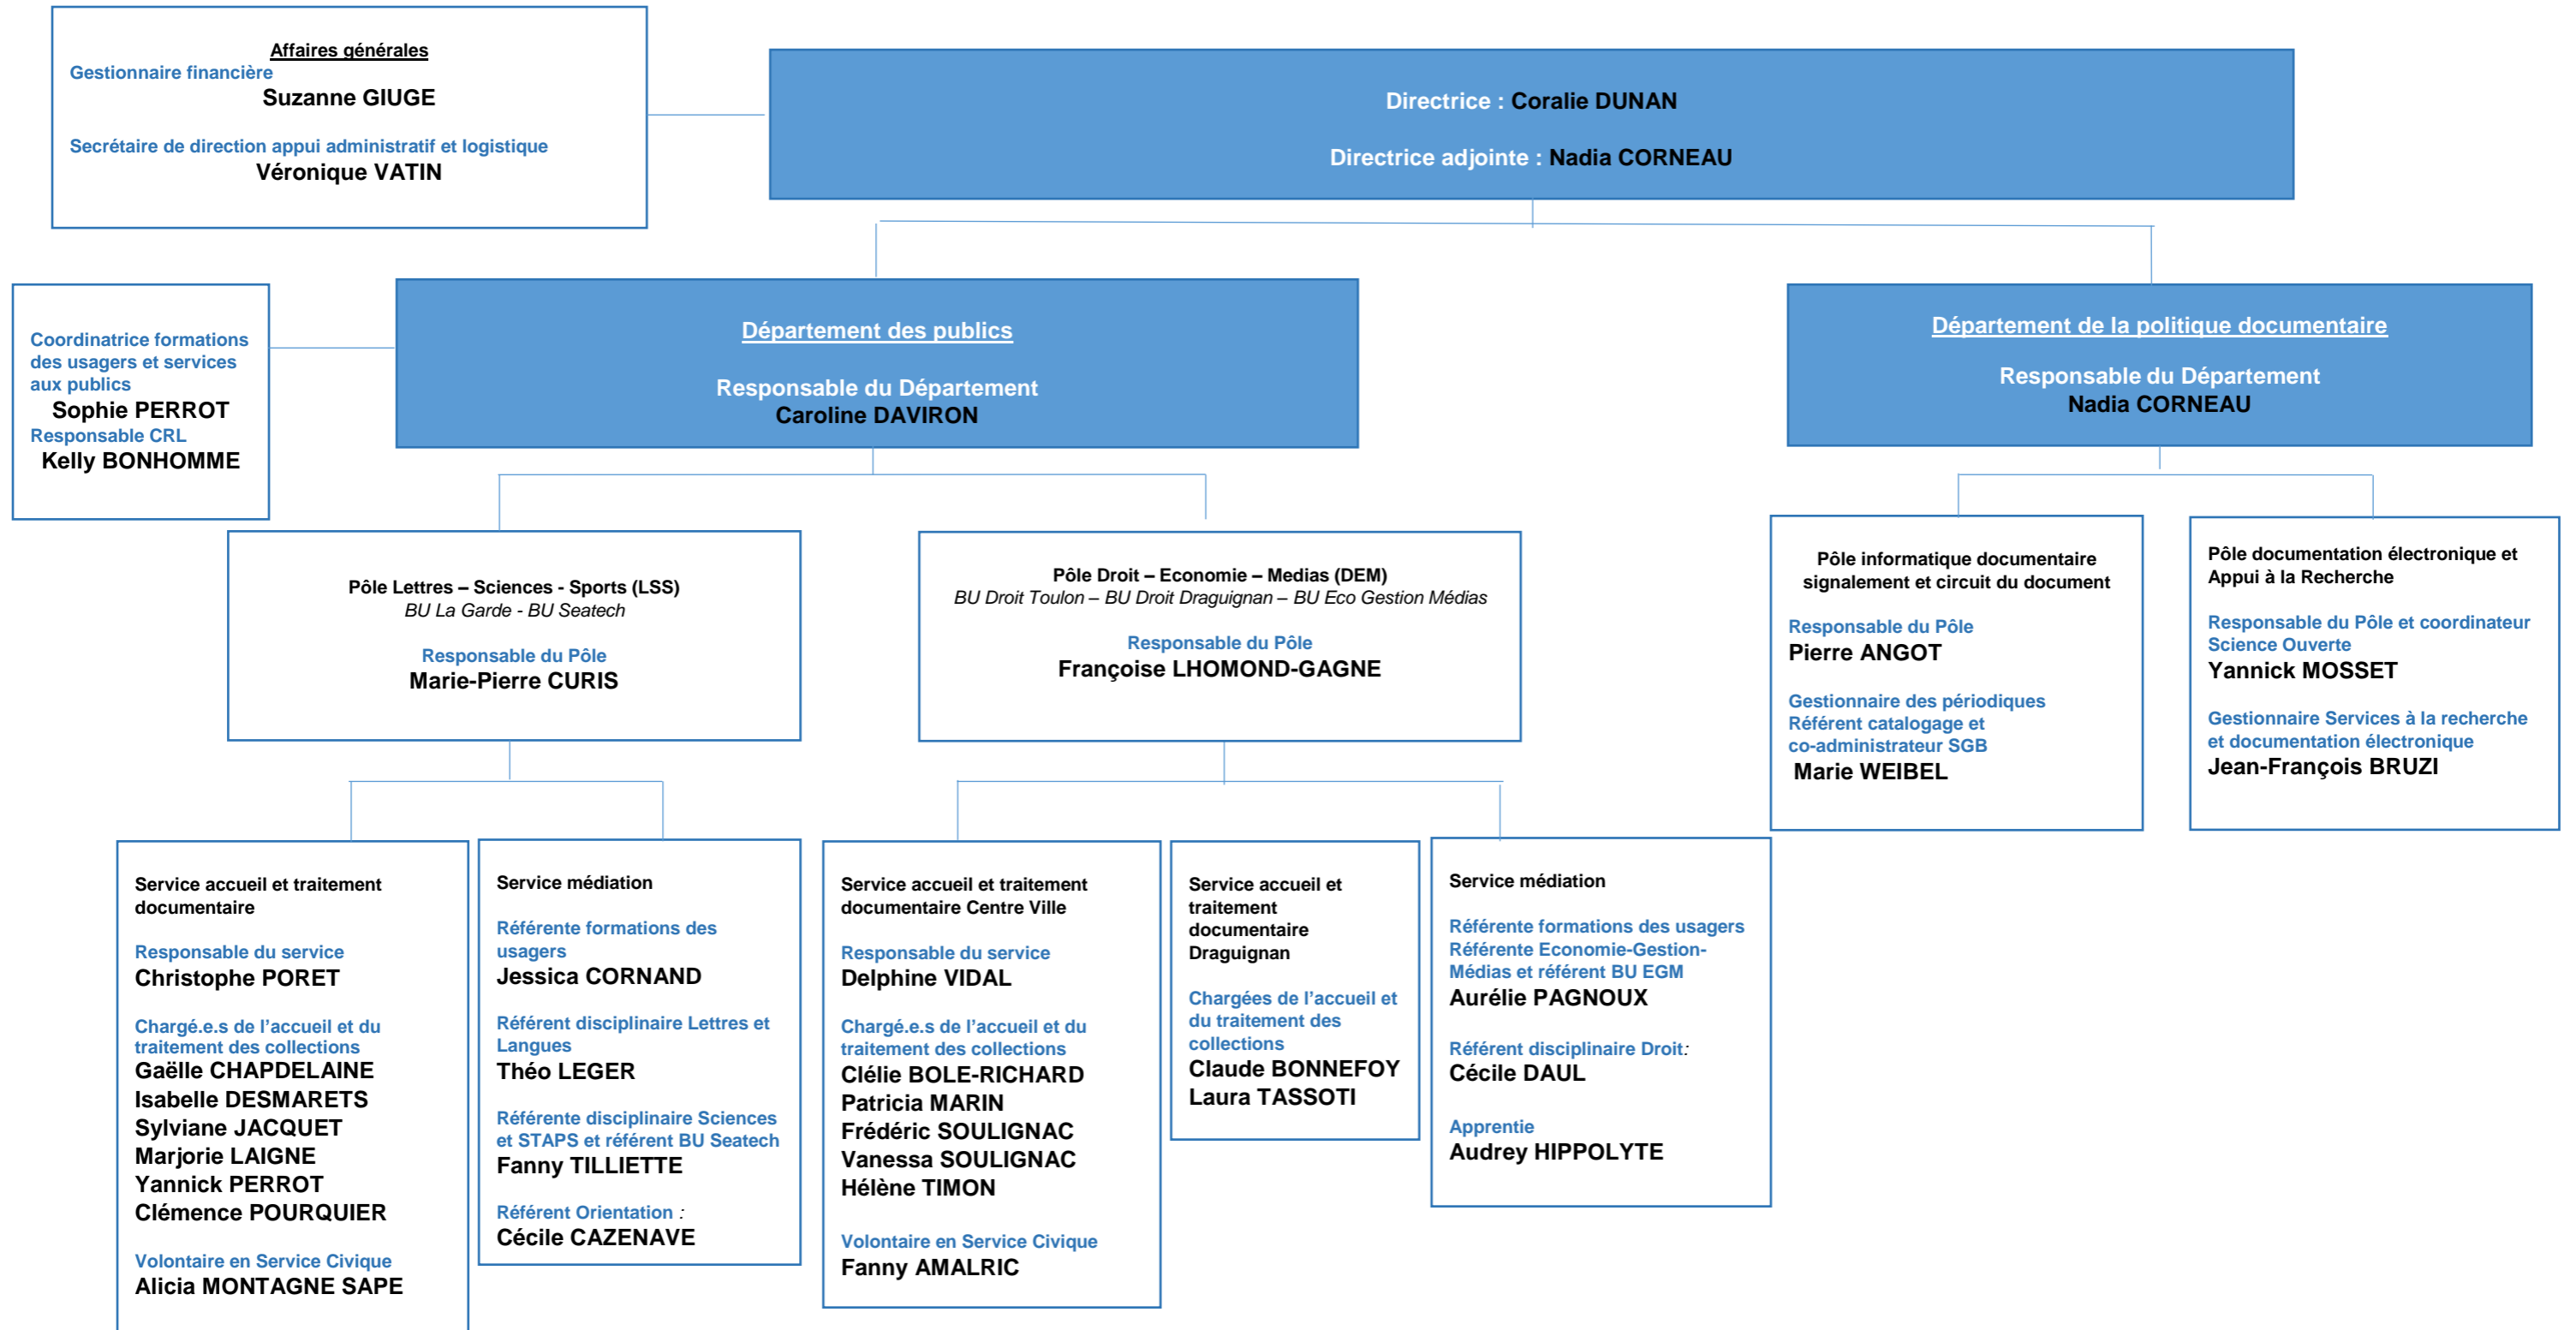 Affaires générales
Gestionnaire financière
Suzanne GIUGE
Secrétaire de direction appui administratif et logistique
Véronique VATIN
Directrice : Coralie DUNAN
Directrice adjointe : Nadia CORNEAU
Coordinatrice formations
des usagers et services
aux publics
Sophie PERROT
Responsable CRL
Kelly BONHOMME
Département des publics
Responsable du Département
Caroline DAVIRON
Département de la politique documentaire
Responsable du Département
Nadia CORNEAU
Pôle Lettres – Sciences - Sports (LSS)
BU La Garde - BU Seatech
Responsable du Pôle
Marie-Pierre CURIS
Pôle Droit – Economie – Medias (DEM)
BU Droit Toulon – BU Droit Draguignan – BU Eco Gestion Médias
Responsable du Pôle
Françoise LHOMOND-GAGNE
Pôle informatique documentaire
signalement et circuit du document
Responsable du Pôle
Pierre ANGOT
Gestionnaire des périodiques
Référent catalogage et
co-administrateur SGB
Marie WEIBEL
Pôle documentation électronique et
Appui à la Recherche
Responsable du Pôle et coordinateur
Science Ouverte
Yannick MOSSET
Gestionnaire Services à la recherche
et documentation électronique
Jean-François BRUZI
Service accueil et traitement
documentaire
Responsable du service
Christophe PORET
Chargé.e.s de l'accueil et du
traitement des collections
Gaëlle CHAPDELAINE
Isabelle DESMARETS
Sylviane JACQUET
Marjorie LAIGNE
Yannick PERROT
Clémence POURQUIER
Volontaire en Service Civique
Alicia MONTAGNE SAPE
Service médiation
Référente formations des
usagers
Jessica CORNAND
Référent disciplinaire Lettres et
Langues
Théo LEGER
Référente disciplinaire Sciences
et STAPS et référent BU Seatech
Fanny TILLIETTE
Référent Orientation :
Cécile CAZENAVE
Service accueil et traitement
documentaire Centre Ville
Responsable du service
Delphine VIDAL
Chargé.e.s de l'accueil et du
traitement des collections
Clélie BOLE-RICHARD
Patricia MARIN
Frédéric SOULIGNAC
Vanessa SOULIGNAC
Hélène TIMON
Volontaire en Service Civique
Fanny AMALRIC
Service accueil et
traitement
documentaire
Draguignan
Chargées de l'accueil et
du traitement des
collections
Claude BONNEFOY
Laura TASSOTI
Service médiation
Référente formations des usagers
Référente Economie-Gestion-
Médias et référent BU EGM
Aurélie PAGNOUX
Référent disciplinaire Droit:
Cécile DAUL
Apprentie
Audrey HIPPOLYTE